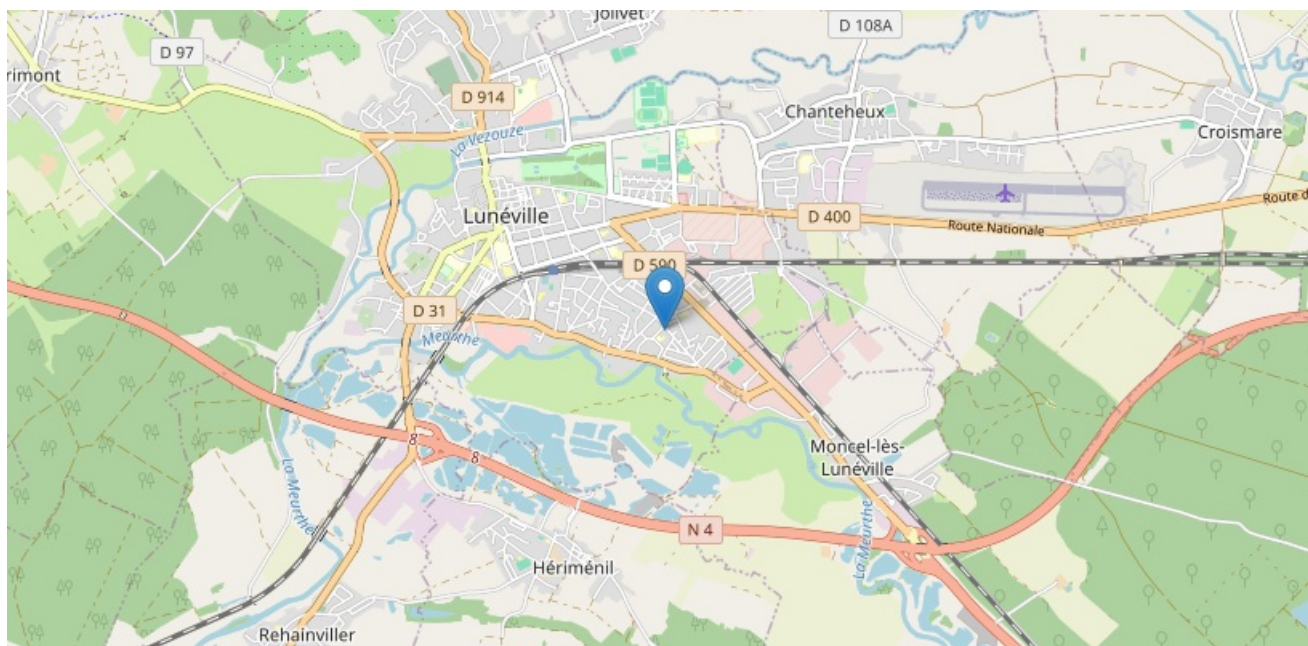 Jolivet
D 108A
D 97
rimont
D 914
Chanteheux
Croismare
La Vezouze
Lunéville
D 400
Route Nationale
Route d
D 590
D 31
Meurthe
8
8
La Meurthe
Moncel-lès-
Lunéville
N 4
La Meurthe
Hériménil
Rehainviller